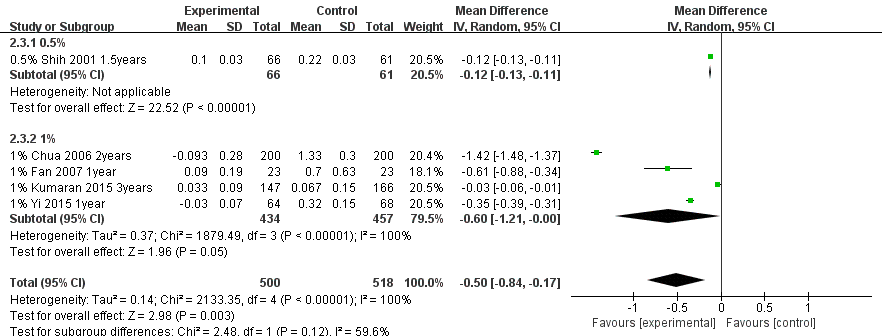 Experimental Control Mean Difference Mean Difference
Study or Subgroup Mean SD Total Mean SD Total Weight IV, Random, 95% CI IV, Random, 95% CI
2.3.1 0.5%
0.5% Shih 2001 1.5years 0.1 0.03 66 0.22 0.03 61 20.5% -0.12 [-0.13, -0.11]
Subtotal (95% CI) 66 61 20.5% -0.12 [-0.13, -0.11]
Heterogeneity: Not applicable
Test for overall effect: Z = 22.52 (P < 0.00001)
2.3.2 1%
1% Chua 2006 2years -0.093 0.28 200 1.33 0.3 200 20.4% -1.42 [-1.48, -1.37]
1% Fan 2007 1year 0.09 0.19 23 0.7 0.63 23 18.1% -0.61 [-0.88, -0.34]
1% Kumaran 2015 3years 0.033 0.09 147 0.067 0.15 166 20.5% -0.03 [-0.06, -0.01]
1% Yi 2015 1year -0.03 0.07 64 0.32 0.15 68 20.5% -0.35 [-0.39, -0.31]
Subtotal (95% CI) 434 457 79.5% -0.60 [-1.21, -0.00]
Heterogeneity: Tau² = 0.37; Chi² = 1879.49, df = 3 (P < 0.00001); I² = 100%
Test for overall effect: Z = 1.96 (P = 0.05)
Total (95% CI) 500 518 100.0% -0.50 [-0.84, -0.17]
Heterogeneity: Tau² = 0.14; Chi² = 2133.35, df = 4 (P < 0.00001); I² = 100%
Test for overall effect: Z = 2.98 (P = 0.003)
Test for subgroup differences: Chi² = 2.48, df = 1 (P = 0.12), I² = 59.6%
-1 -0.5 0 0.5 1
Favours [experimental] Favours [control]